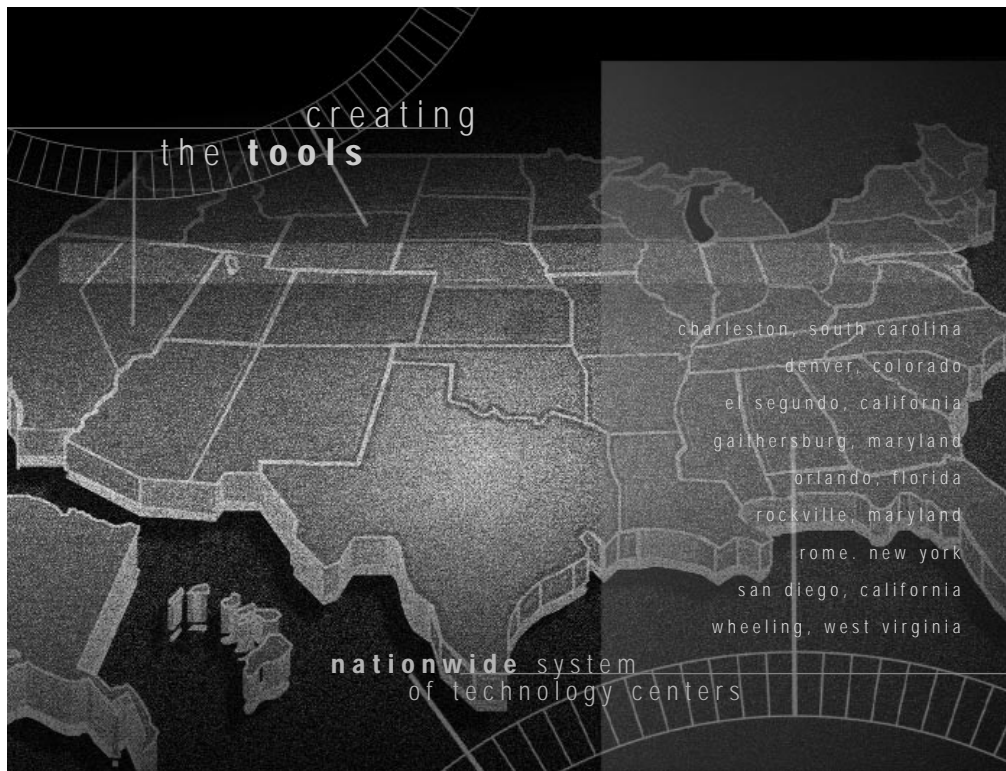 creating
the tools
charleston, south carolina
denver, colorado
el segundo, california
gaithersburg, maryland
orlando, florida
rockville, maryland
rome. new york
san diego, california
wheeling, west virginia
nationwide system
of technology centers